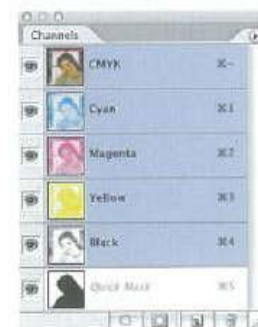 Channels
CMYK ⌘~
Cyan ⌘1
Magenta ⌘2
Yellow ⌘3
Black ⌘4
Quick Mask ⌘5